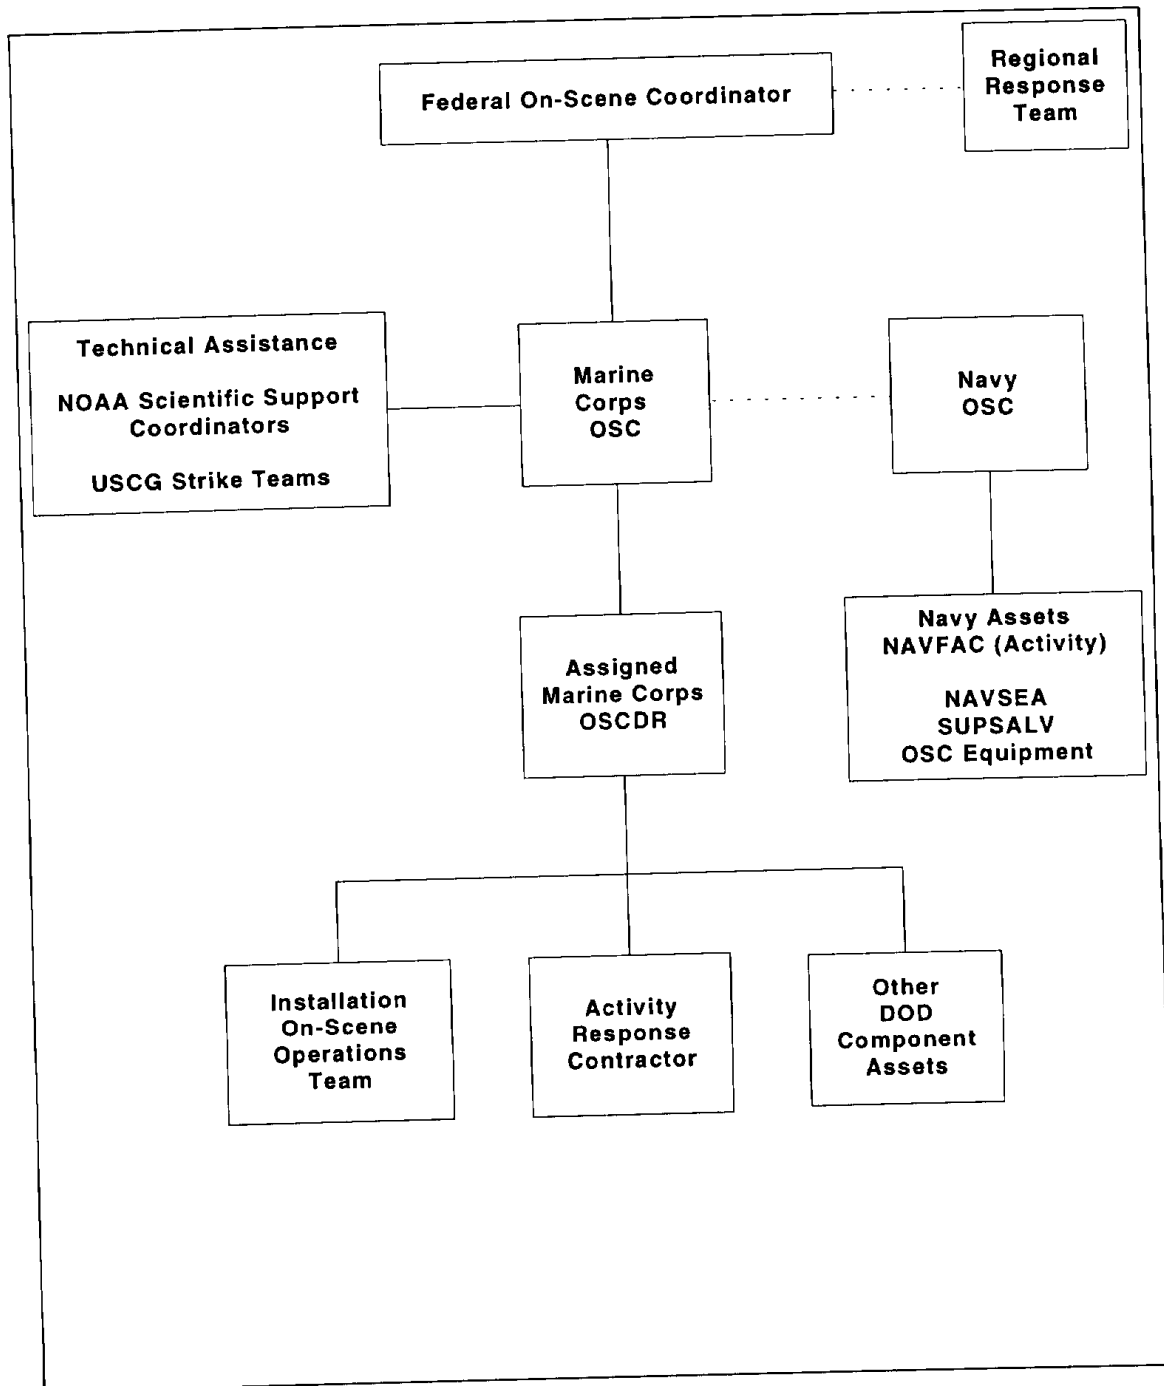 Federal On-Scene Coordinator
Regional
Response
Team
Technical Assistance
NOAA Scientific Support
Coordinators
USCG Strike Teams
Marine
Corps
OSC
Navy
OSC
Assigned
Marine Corps
OSCDR
Navy Assets
NAVFAC (Activity)
NAVSEA
SUPSALV
OSC Equipment
Installation
On-Scene
Operations
Team
Activity
Response
Contractor
Other
DOD
Component
Assets